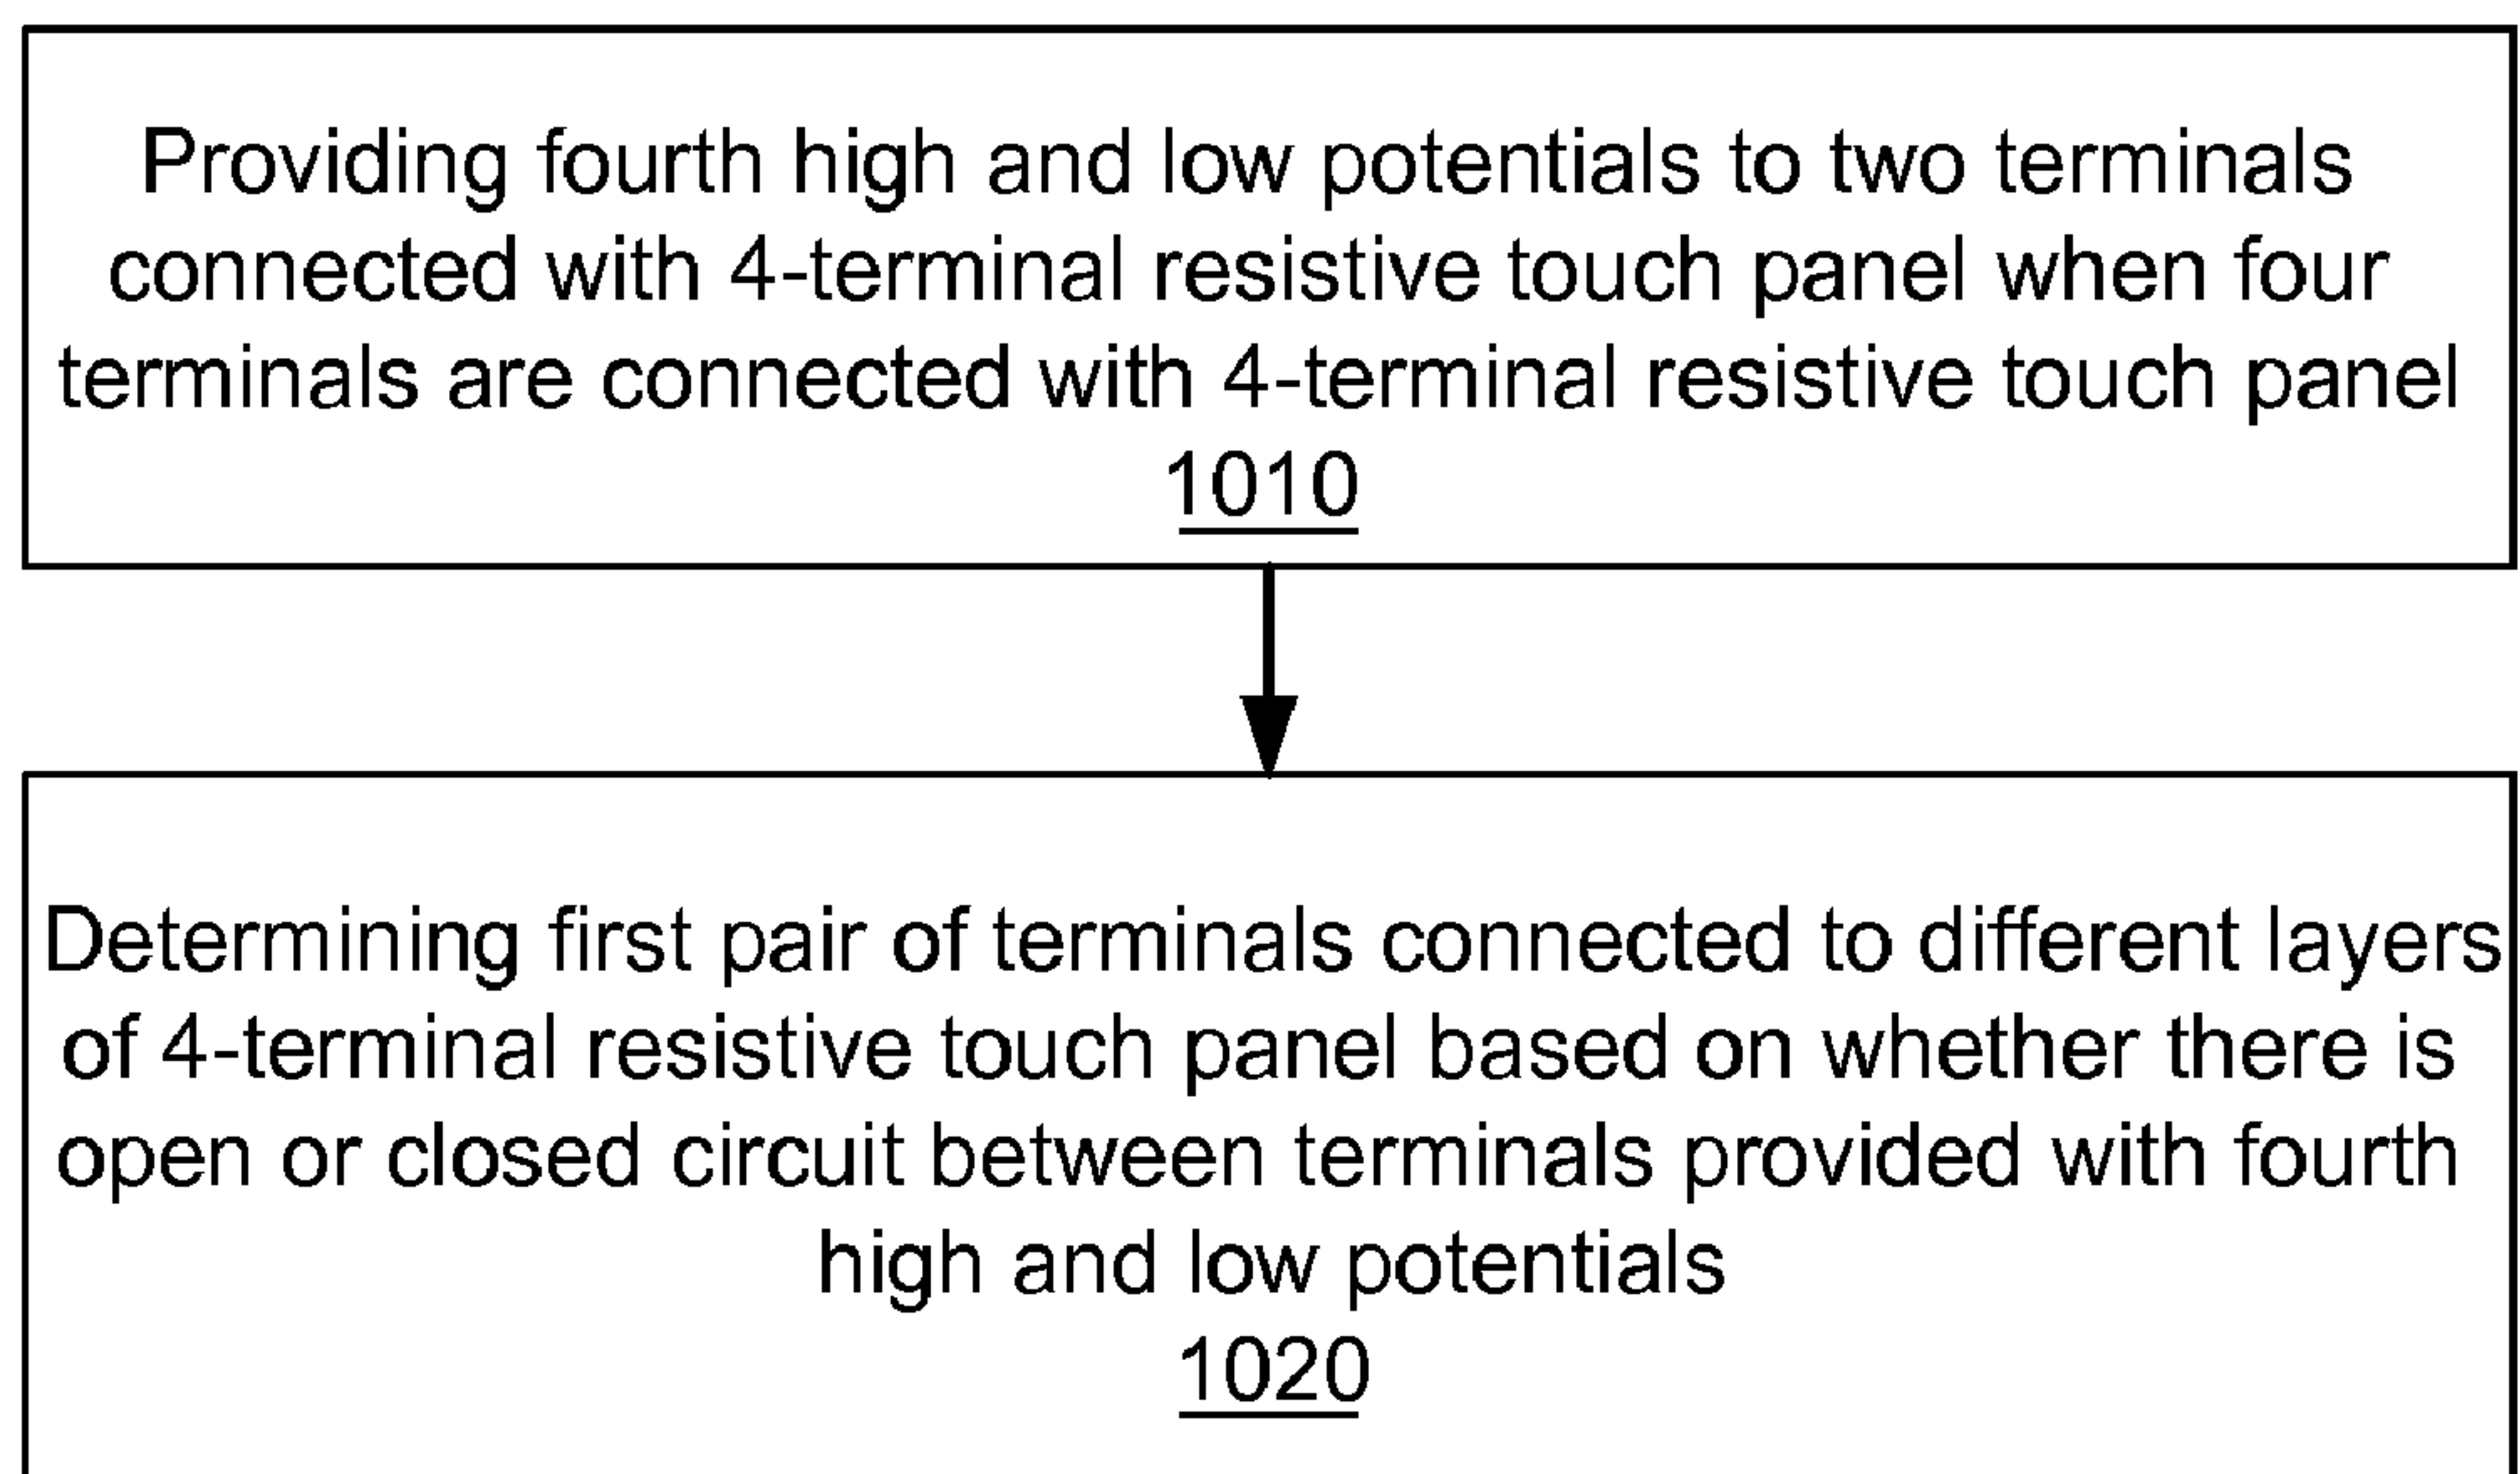 Providing fourth high and low potentials to two terminals
connected with 4-terminal resistive touch panel when four
terminals are connected with 4-terminal resistive touch panel
1010
Determining first pair of terminals connected to different layers
of 4-terminal resistive touch panel based on whether there is
open or closed circuit between terminals provided with fourth
high and low potentials
1020